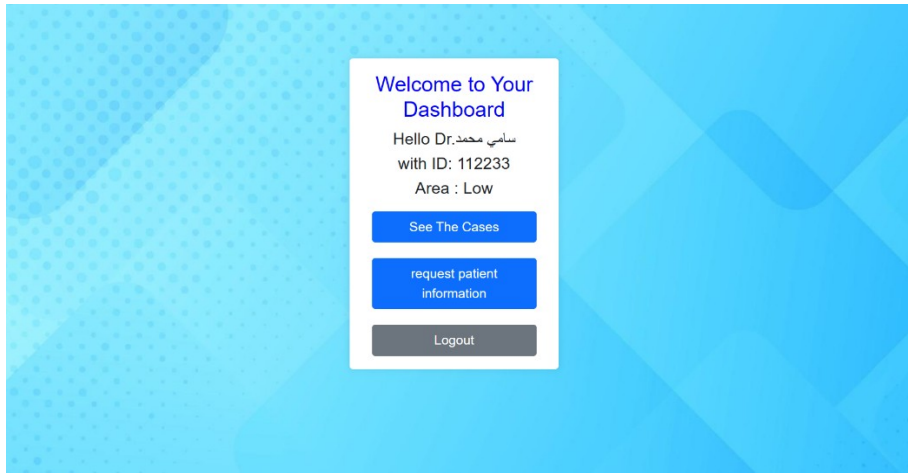 Welcome to Your
Dashboard
Hello Dr.سامي محمد
with ID: 112233
Area : Low
See The Cases
request patient
information
Logout